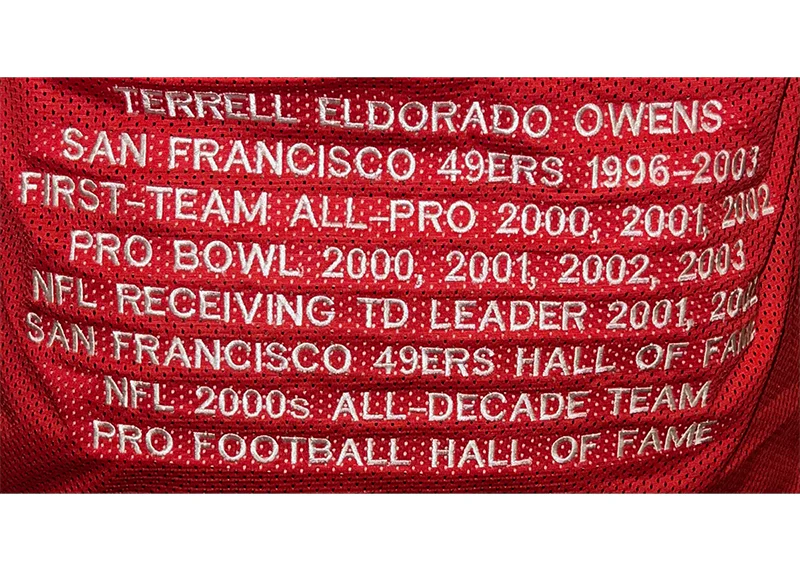 TERRELL ELDORADO OWENS
SAN FRANCISCO 49ERS 1996-2003
FIRST-TEAM ALL-PRO 2000, 2001, 2002
PRO BOWL 2000, 2001, 2002, 2003
NFL RECEIVING TD LEADER 2001, 2002
SAN FRANCISCO 49ERS HALL OF FAME
NFL 2000s ALL-DECADE TEAM
PRO FOOTBALL HALL OF FAME